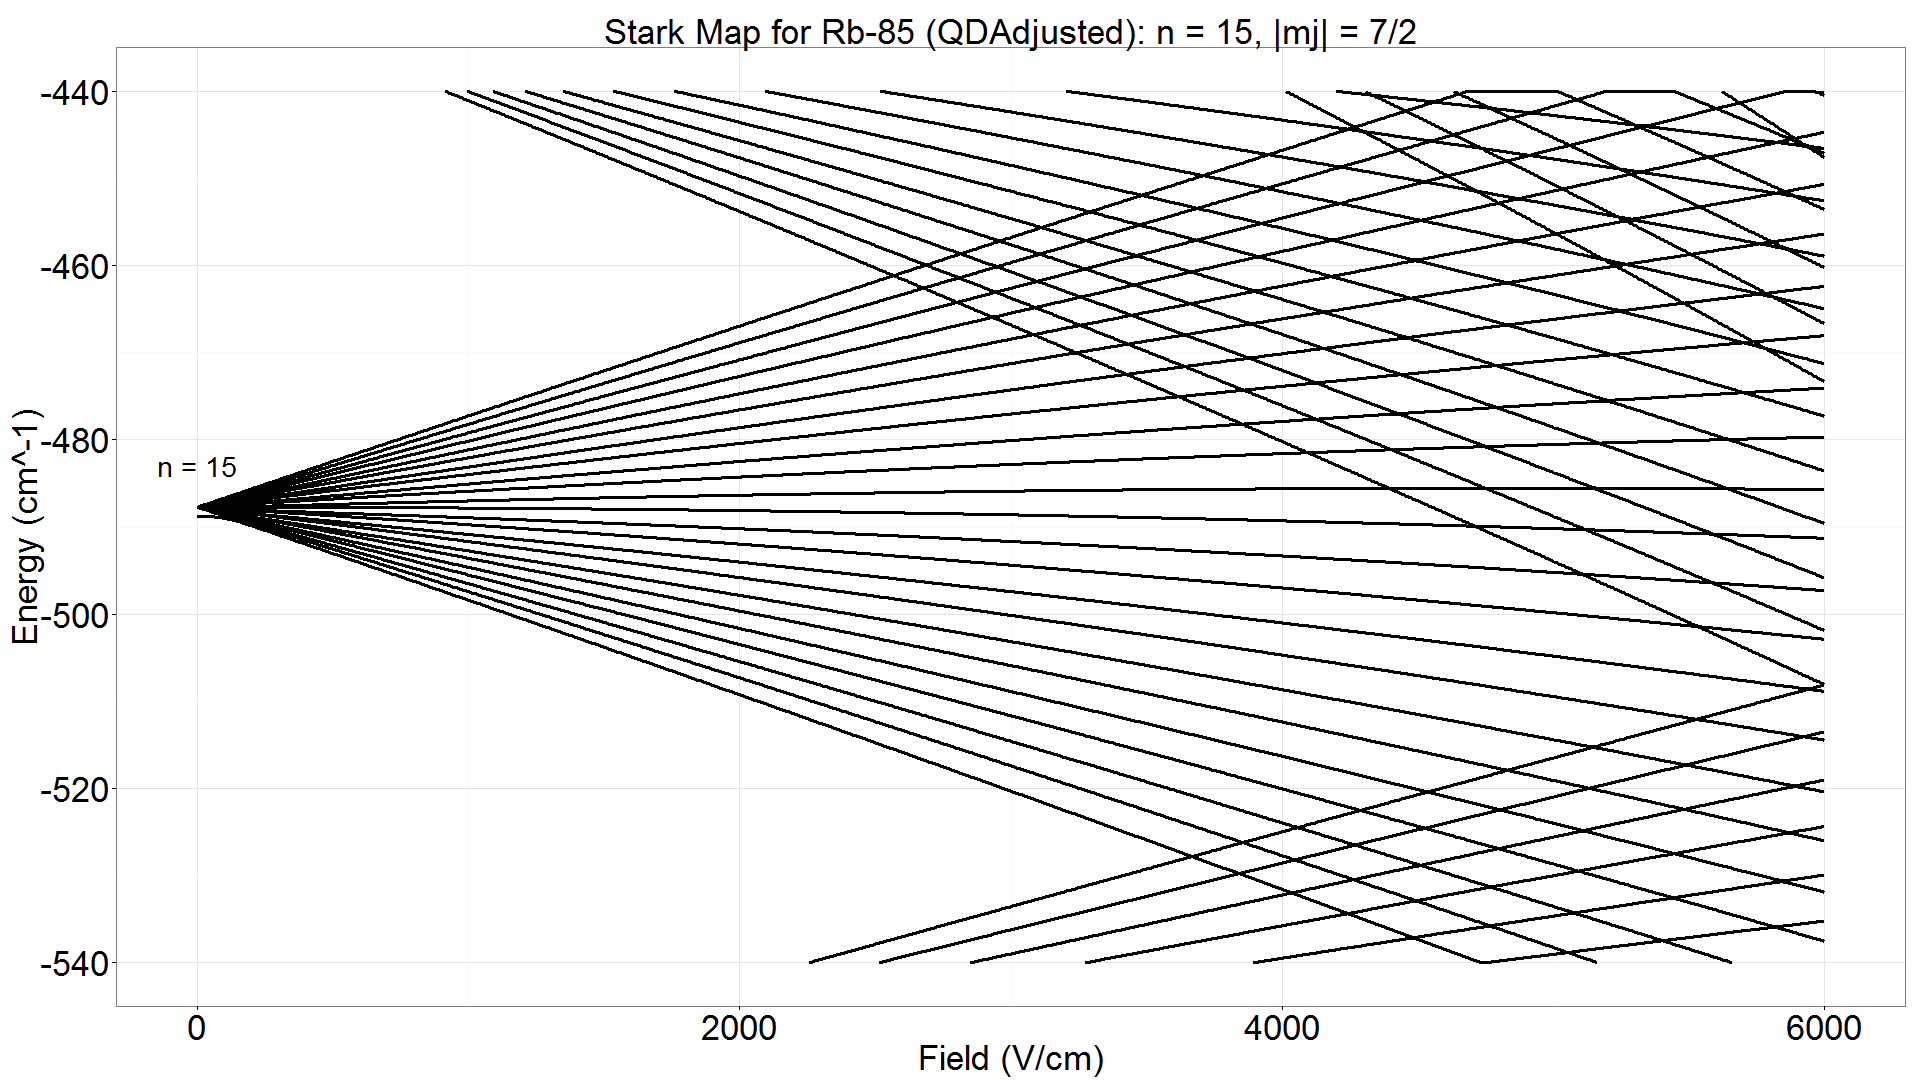 Stark Map for Rb-85 (QDAdjusted): n = 15, |mj| = 7/2
Energy (cm^-1)
-440
-460
-480
-500
-520
-540
n = 15
0 2000 4000 6000
Field (V/cm)